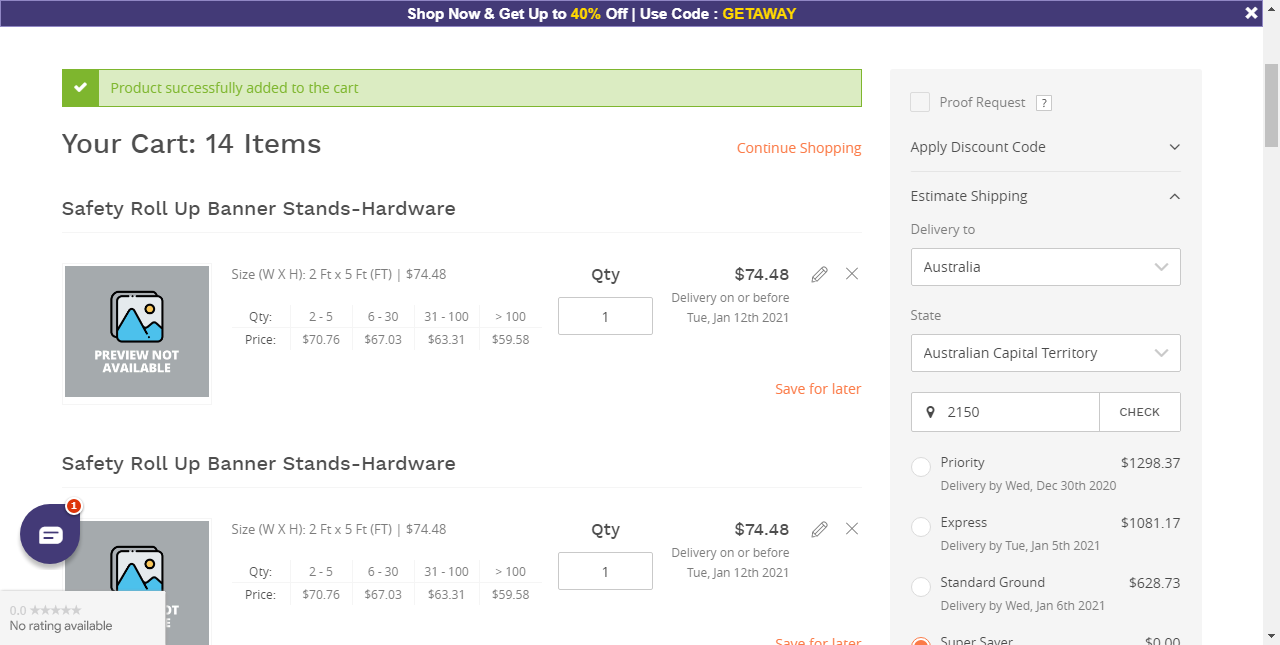 Shop Now & Get Up to 40% Off | Use Code : GETAWAY
Product successfully added to the cart
Your Cart: 14 Items
Continue Shopping
Safety Roll Up Banner Stands-Hardware
PREVIEW NOT
AVAILABLE
Size (W X H): 2 Ft x 5 Ft (FT) | $74.48
Qty: 2 - 5 6 - 30 31 - 100 > 100
Price: $70.76 $67.03 $63.31 $59.58
Qty
1
$74.48
Delivery on or before
Tue, Jan 12th 2021
Save for later
Safety Roll Up Banner Stands-Hardware
Size (W X H): 2 Ft x 5 Ft (FT) | $74.48
Qty: 2 - 5 6 - 30 31 - 100 > 100
Price: $70.76 $67.03 $63.31 $59.58
Qty
1
$74.48
Delivery on or before
Tue, Jan 12th 2021
Save for later
1
0.0
No rating available
Proof Request ?
Apply Discount Code
Estimate Shipping
Delivery to
Australia
State
Australian Capital Territory
2150 CHECK
Priority $1298.37
Delivery by Wed, Dec 30th 2020
Express $1081.17
Delivery by Tue, Jan 5th 2021
Standard Ground $628.73
Delivery by Wed, Jan 6th 2021
Super Saver $0.00